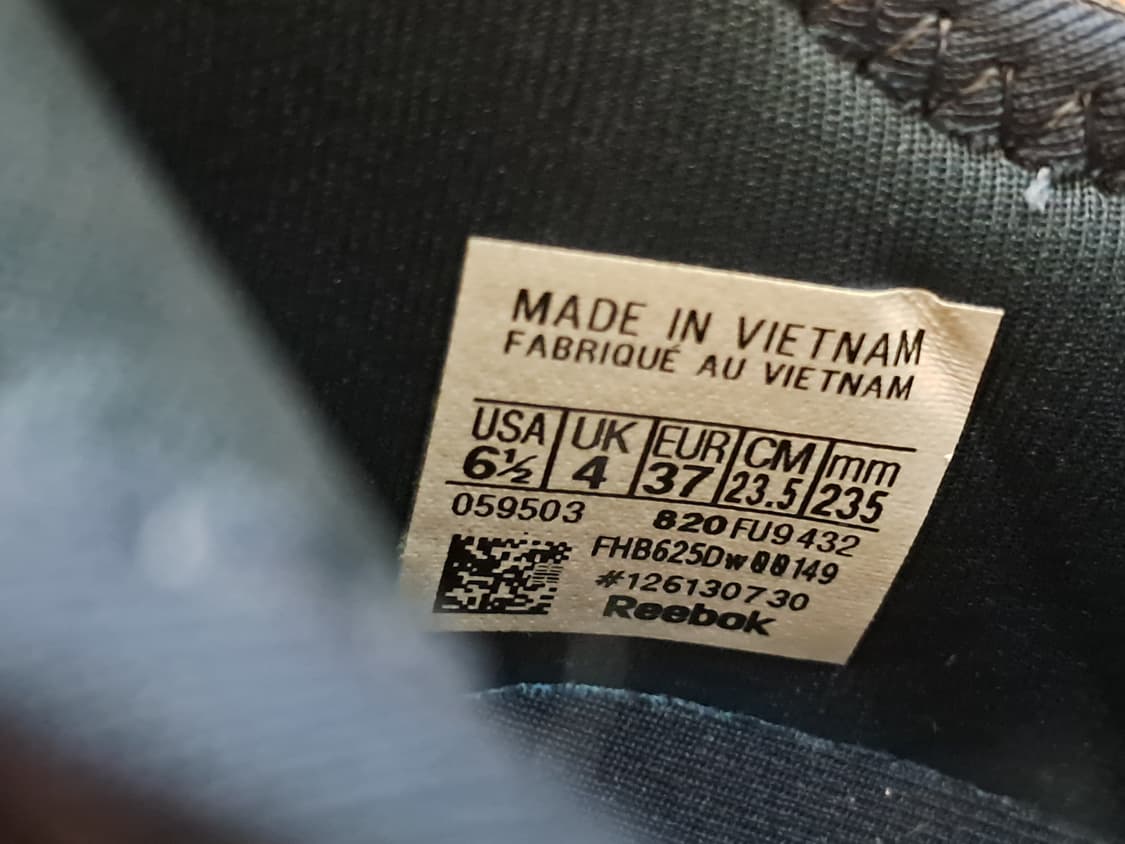 MADE IN VIETNAM
FABRIQUÉ AU VIETNAM
USA UK EUR CM mm
6½ 4 37 23.5 235
059503 820 FU9432
FHB625Dw00149
#126130730
Reebok